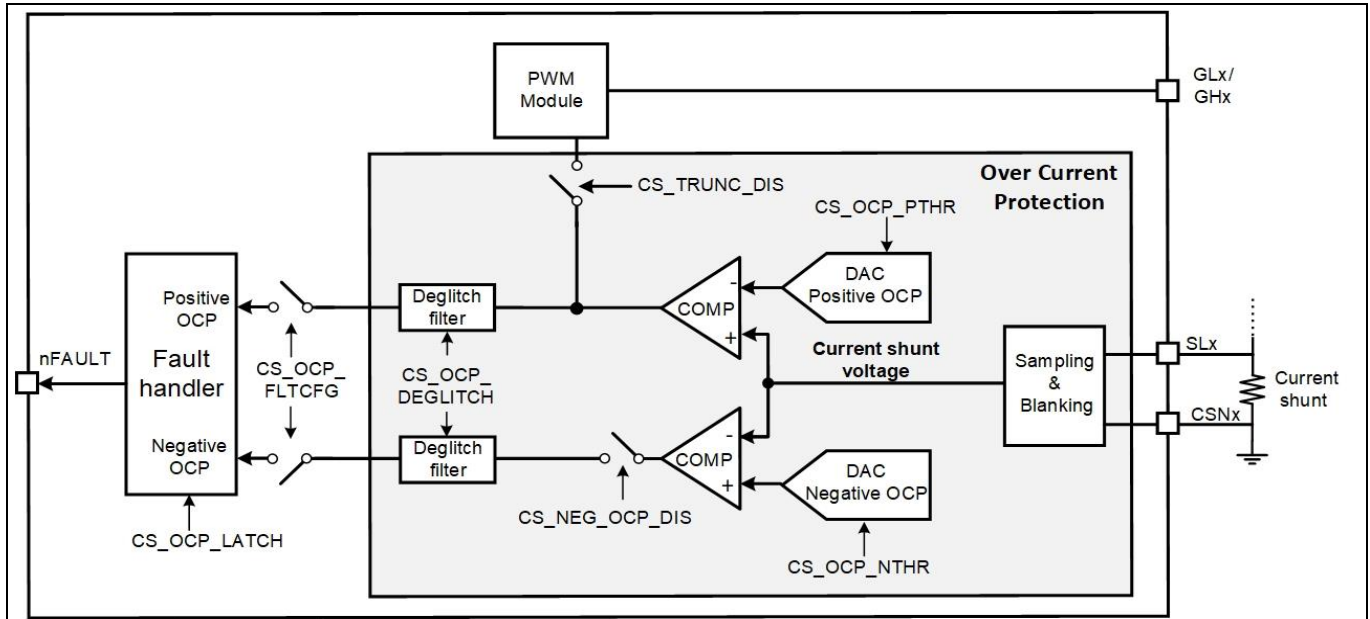 PWM
Module
GLx/
GHx
Over Current
Protection
CS_TRUNC_DIS
CS_OCP_PTHR
DAC
Positive OCP
-
COMP
+
Deglitch
filter
Positive
OCP
Fault
handler
nFAULT
CS_OCP_
FLTCFG
CS_OCP_
DEGLITCH
Current shunt
voltage
Sampling
&
Blanking
SLx
Current
shunt
CSNx
Negative
OCP
Deglitch
filter
-
COMP
+
DAC
Negative OCP
CS_NEG_OCP_DIS
CS_OCP_LATCH
CS_OCP_NTHR